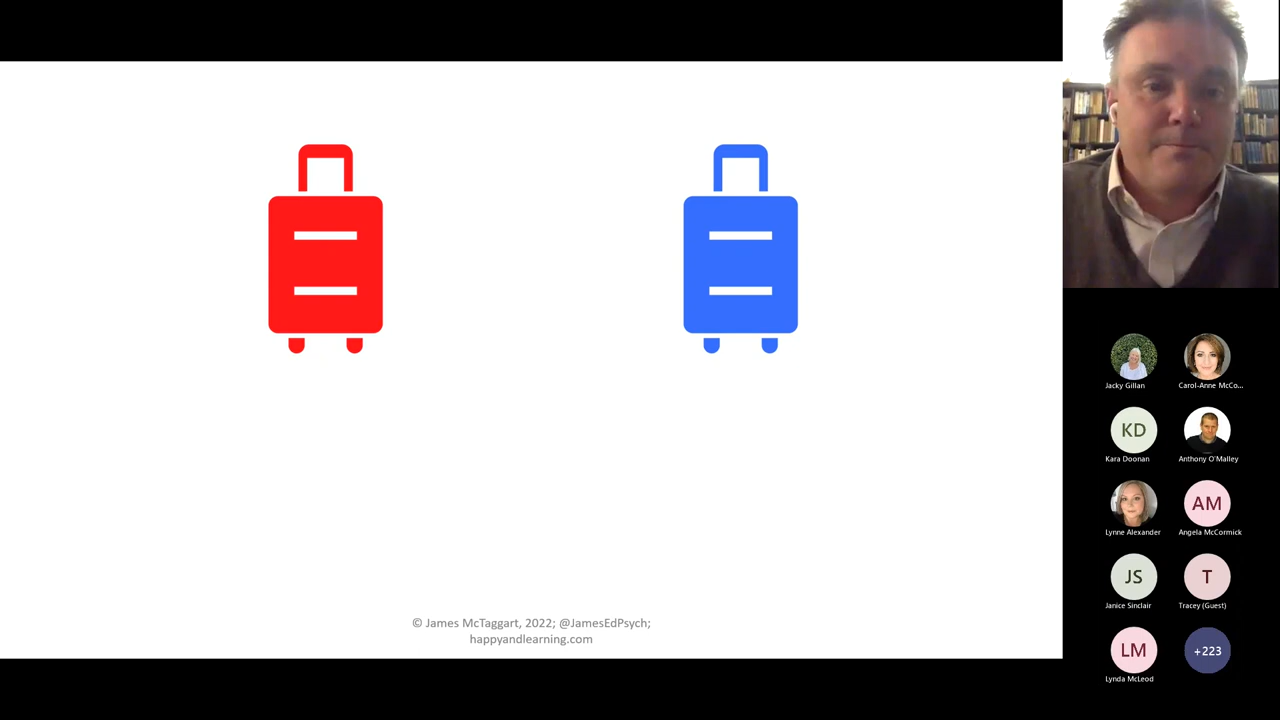 © James McTaggart, 2022; @JamesEdPsych;
happyandlearning.com
Jacky Gillan
Carol-Anne McCo...
KD
Kara Doonan
Anthony O'Malley
Lynne Alexander
AM
Angela McCormick
JS
Janice Sinclair
T
Tracey (Guest)
LM
Lynda McLeod
+223